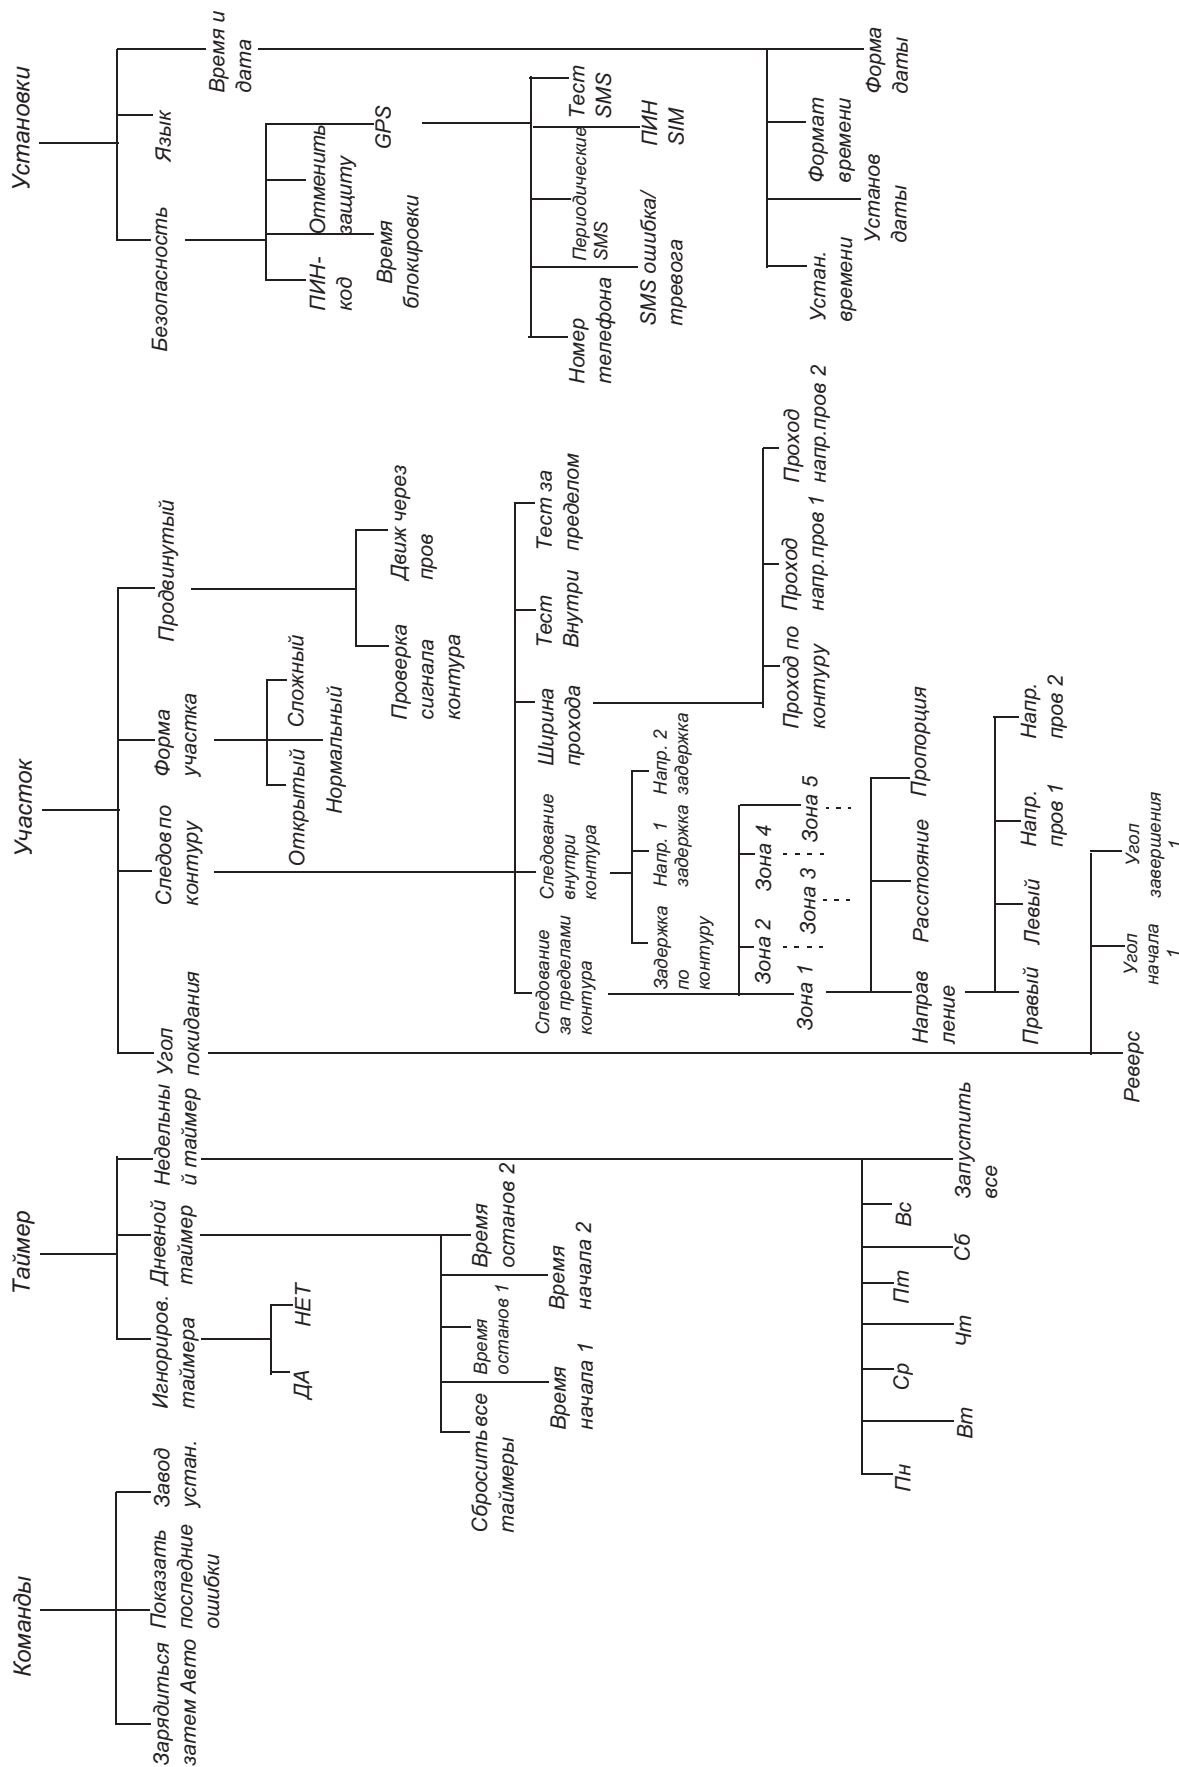 Команды
Зарядиться
затем Авто
Показать
последние
ошибки
Завод
устан.
Таймер
Игнориров.
таймера
ДА
НЕТ
Дневной
таймер
Сбросить все
таймеры
Время
начала 1
Время
останов 1
Время
начала 2
Время
останов 2
Недельны
й таймер
Пн
Вт
Ср
Чт
Пт
Сб
Вс
Запустить
все
Участок
Угол
покидания
Реверс
Угол
начала
1
Угол
завершения
1
Следов по
контуру
Следование
за пределами
контура
Зона 1
Зона 2
Зона 3
Зона 4
Зона 5
Направ
ление
Расстояние
Пропорция
Правый
Левый
Напр.
пров 1
Напр.
пров 2
Следование
внутри
контура
Задержка
по
контуру
Напр. 1
задержка
Напр. 2
задержка
Ширина
прохода
Проход по
контуру
Проход
напр.пров 1
Проход
напр.пров 2
Тест
Внутри
Тест за
пределом
Форма
участка
Открытый
Нормальный
Сложный
Продвинутый
Проверка
сигнала
контура
Движ через
пров
Установки
Безопасность
ПИН-
код
Время
блокировки
Отменить
защиту
GPS
Номер
телефона
SMS ошибка/
тревога
Периодические
SMS
ПИН
SIM
Тест
SMS
Язык
Время и
дата
Устан.
времени
Установ
даты
Формат
времени
Форма
даты